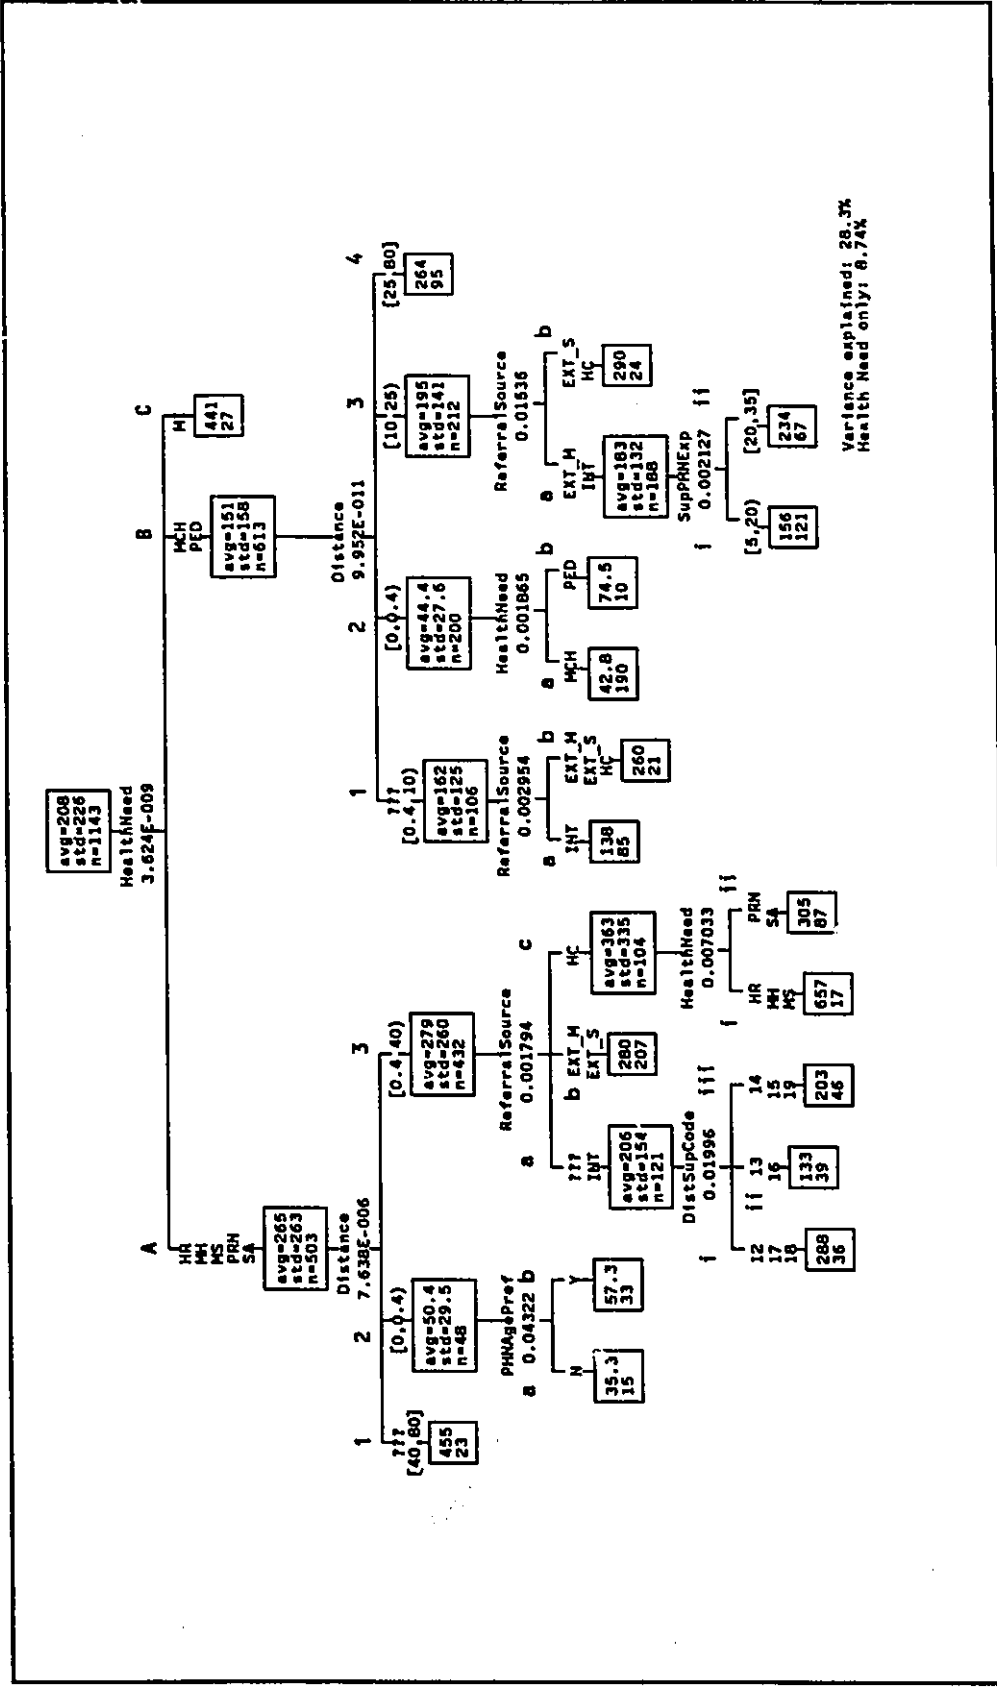 avg=208
std=226
n=1143
HealthNeed
3.624E-009
A
HR
MH
MS
PRN
SA
avg=265
std=263
n=503
Distance
7.638E-006
1
???
[40,80]
455
23
2
[0,0.4)
avg=50.4
std=29.5
n=48
PHNAgePref
0.04322
a
N
35.3
15
b
Y
57.3
33
3
[0.4,40)
avg=279
std=260
n=432
ReferralSource
0.001794
a
???
INT
avg=206
std=154
n=121
DistSupCode
0.01996
i
12
17
18
288
36
ii
13
16
133
39
iii
14
15
19
203
46
b
EXT_M
EXT_S
280
207
c
HC
avg=363
std=335
n=104
HealthNeed
0.007033
i
HR
MH
MS
657
17
ii
PRN
SA
305
87
B
MCH
PED
avg=151
std=158
n=613
Distance
9.952E-011
1
???
[0.4,10)
avg=162
std=125
n=106
ReferralSource
0.002954
a
INT
138
85
b
EXT_M
EXT_S
HC
260
21
2
[0,0.4)
avg=44.4
std=27.6
n=200
HealthNeed
0.001865
a
MCH
42.8
190
b
PED
74.5
10
3
[10,25)
avg=195
std=141
n=212
ReferralSource
0.01536
a
EXT_M
INT
avg=183
std=132
n=188
SupPRNExp
0.002127
i
[5,20)
156
121
ii
[20,35]
234
67
b
EXT_S
HC
290
24
4
[25,80]
264
95
C
441
27
Variance explained: 28.3%
Health Need only: 8.74%